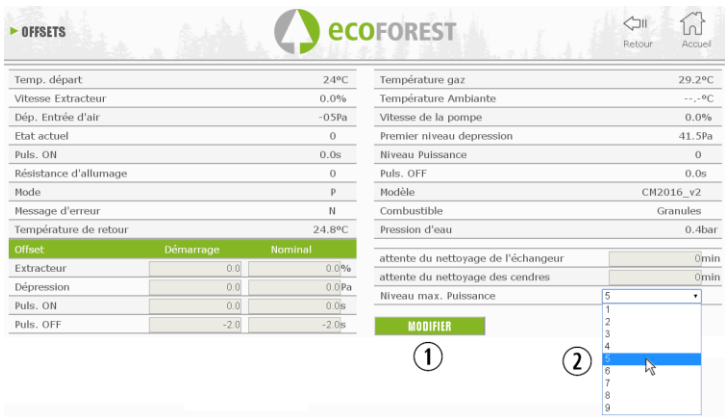 OFFSETS
ecoFOREST
Retour Accueil
Temp. départ 24ºC
Vitesse Extracteur 0.0%
Dép. Entrée d'air -05Pa
Etat actuel 0
Puls. ON 0.0s
Résistance d'allumage 0
Mode P
Message d'erreur N
Température de retour 24.8ºC
Offset Démarrage Nominal
Extracteur 0.0 0.0%
Dépression 0.0 0.0Pa
Puls. ON 0.0 0.0s
Puls. OFF -2.0 -2.0s
Température gaz 29.2ºC
Température Ambiante --,-ºC
Vitesse de la pompe 0.0%
Premier niveau depression 41.5Pa
Niveau Puissance 0
Puls. OFF 0.0s
Modèle CM2016_v2
Combustible Granules
Pression d'eau 0.4bar
attente du nettoyage de l'échangeur 0min
attente du nettoyage des cendres 0min
Niveau max. Puissance 5
1
2
3
4
5
6
7
8
9
MODIFIER
1
2